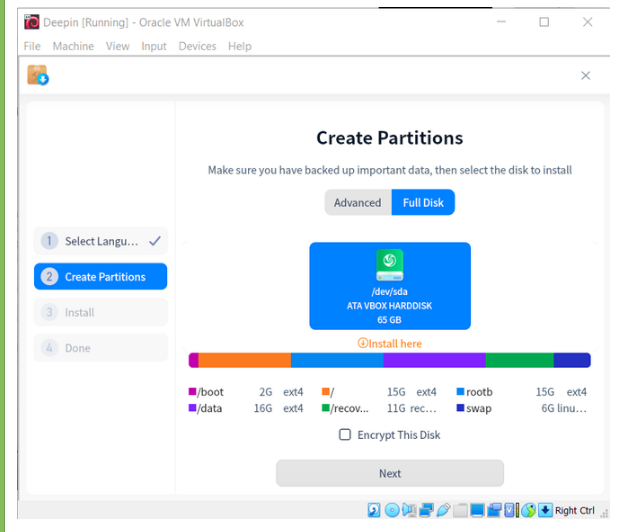 Deepin [Running] - Oracle VM VirtualBox
File Machine View Input Devices Help
Create Partitions
Make sure you have backed up important data, then select the disk to install
Advanced Full Disk
1 Select Langu... 
2 Create Partitions
3 Install
4 Done
/dev/sda
ATA VBOX HARDDISK
65 GB
Install here
/boot 2G ext4 / 15G ext4 rootb 15G ext4
/data 16G ext4 /recov... 11G rec... swap 6G linu...
Encrypt This Disk
Next
Right Ctrl